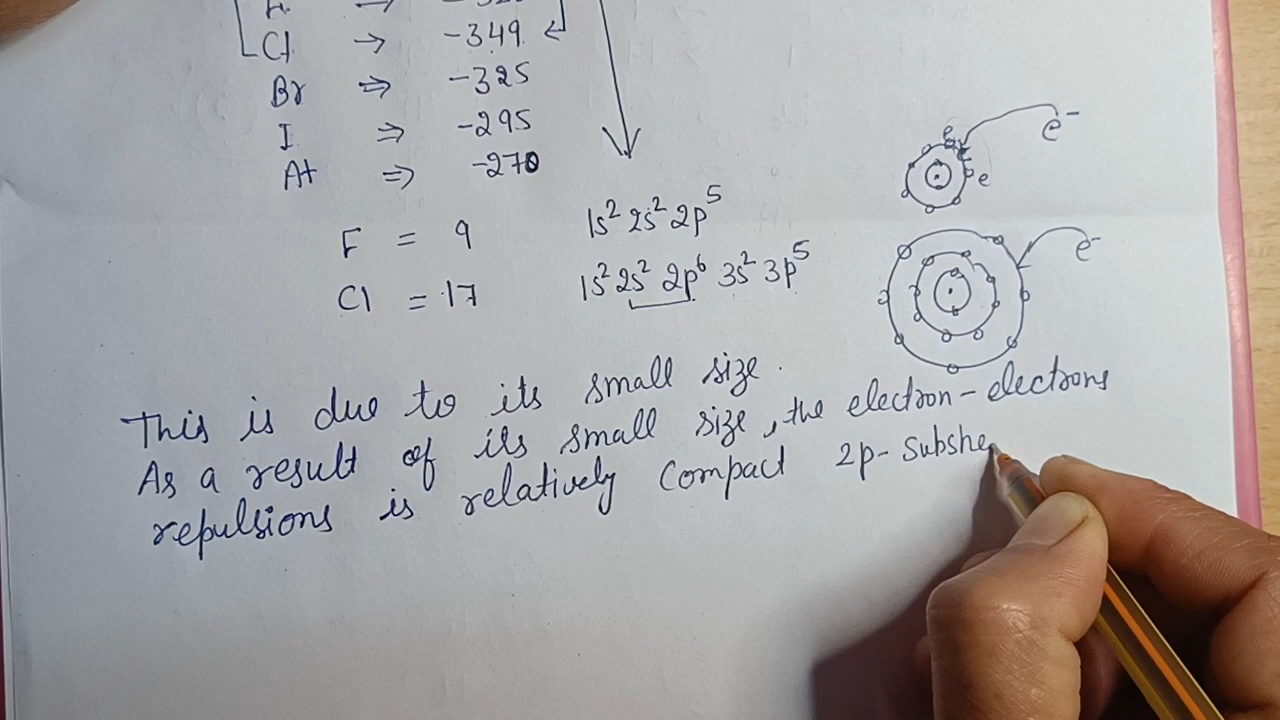 Cl → -349
Br ⇒ -325
I ⇒ -295
At ⇒ -270
F = 9 1s² 2s² 2p⁵
Cl = 17 1s² 2s² 2p⁶ 3s² 3p⁵
e⁻
e
e⁻
This is due to its small size.
As a result of its small size, the electron-electrons
repulsions is relatively compact 2p-subshe